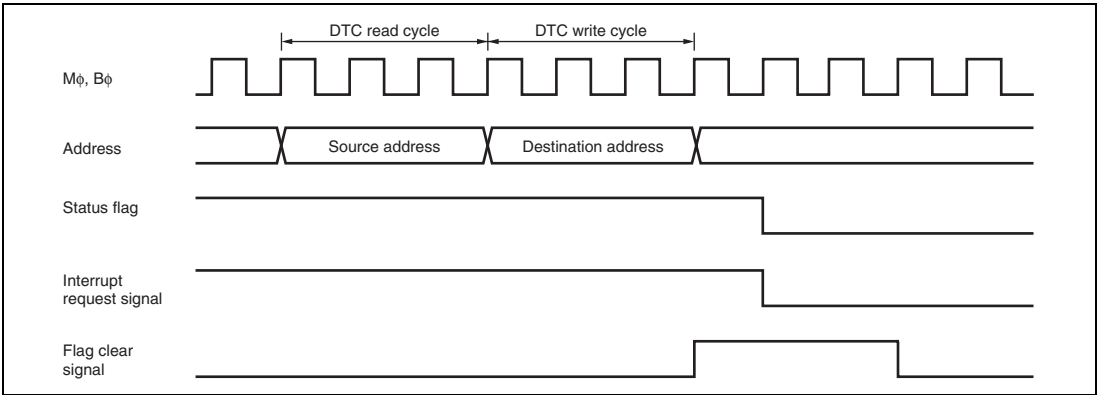 DTC read cycle
DTC write cycle
Mφ, Bφ
Address
Source address
Destination address
Status flag
Interrupt
request signal
Flag clear
signal